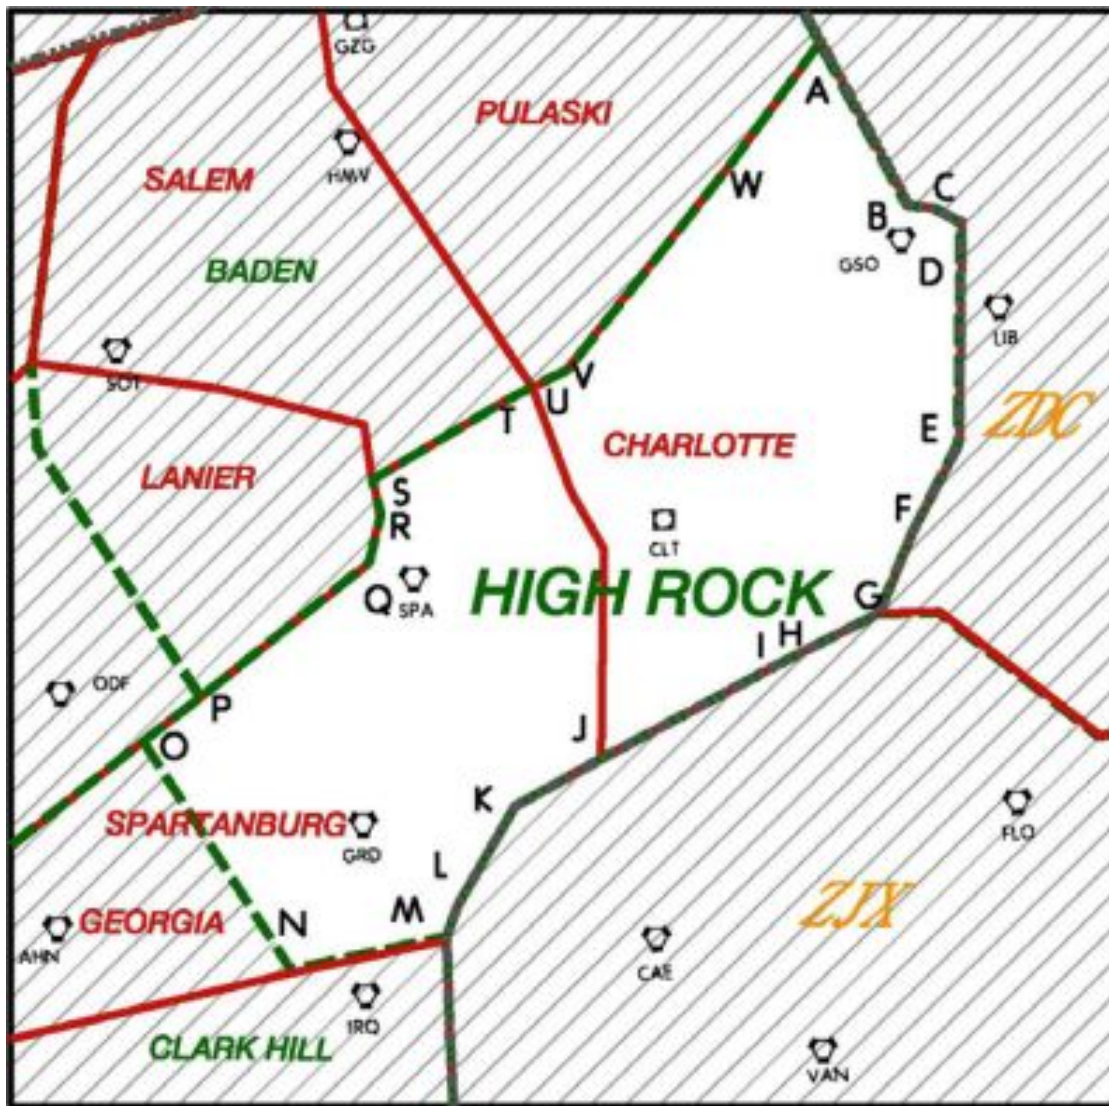 GZG
A
PULASKI
HMV
SALEM
W
C
B
GSO
D
BADEN
LIB
SOT
V
U
T
ZDC
E
CHARLOTTE
LANIER
S
R
F
CLT
HIGH ROCK
Q
SPA
G
H
I
ODF
P
J
O
K
SPARTANBURG
GRD
FLO
L
M
ZJX
GEORGIA
N
AHN
CAE
IRQ
CLARK HILL
VAN